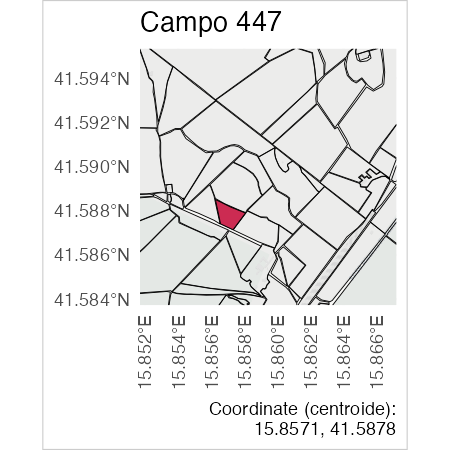 Campo 447
41.594°N
41.592°N
41.590°N
41.588°N
41.586°N
41.584°N
15.852°E
15.854°E
15.856°E
15.858°E
15.860°E
15.862°E
15.864°E
15.866°E
Coordinate (centroide):
15.8571, 41.5878